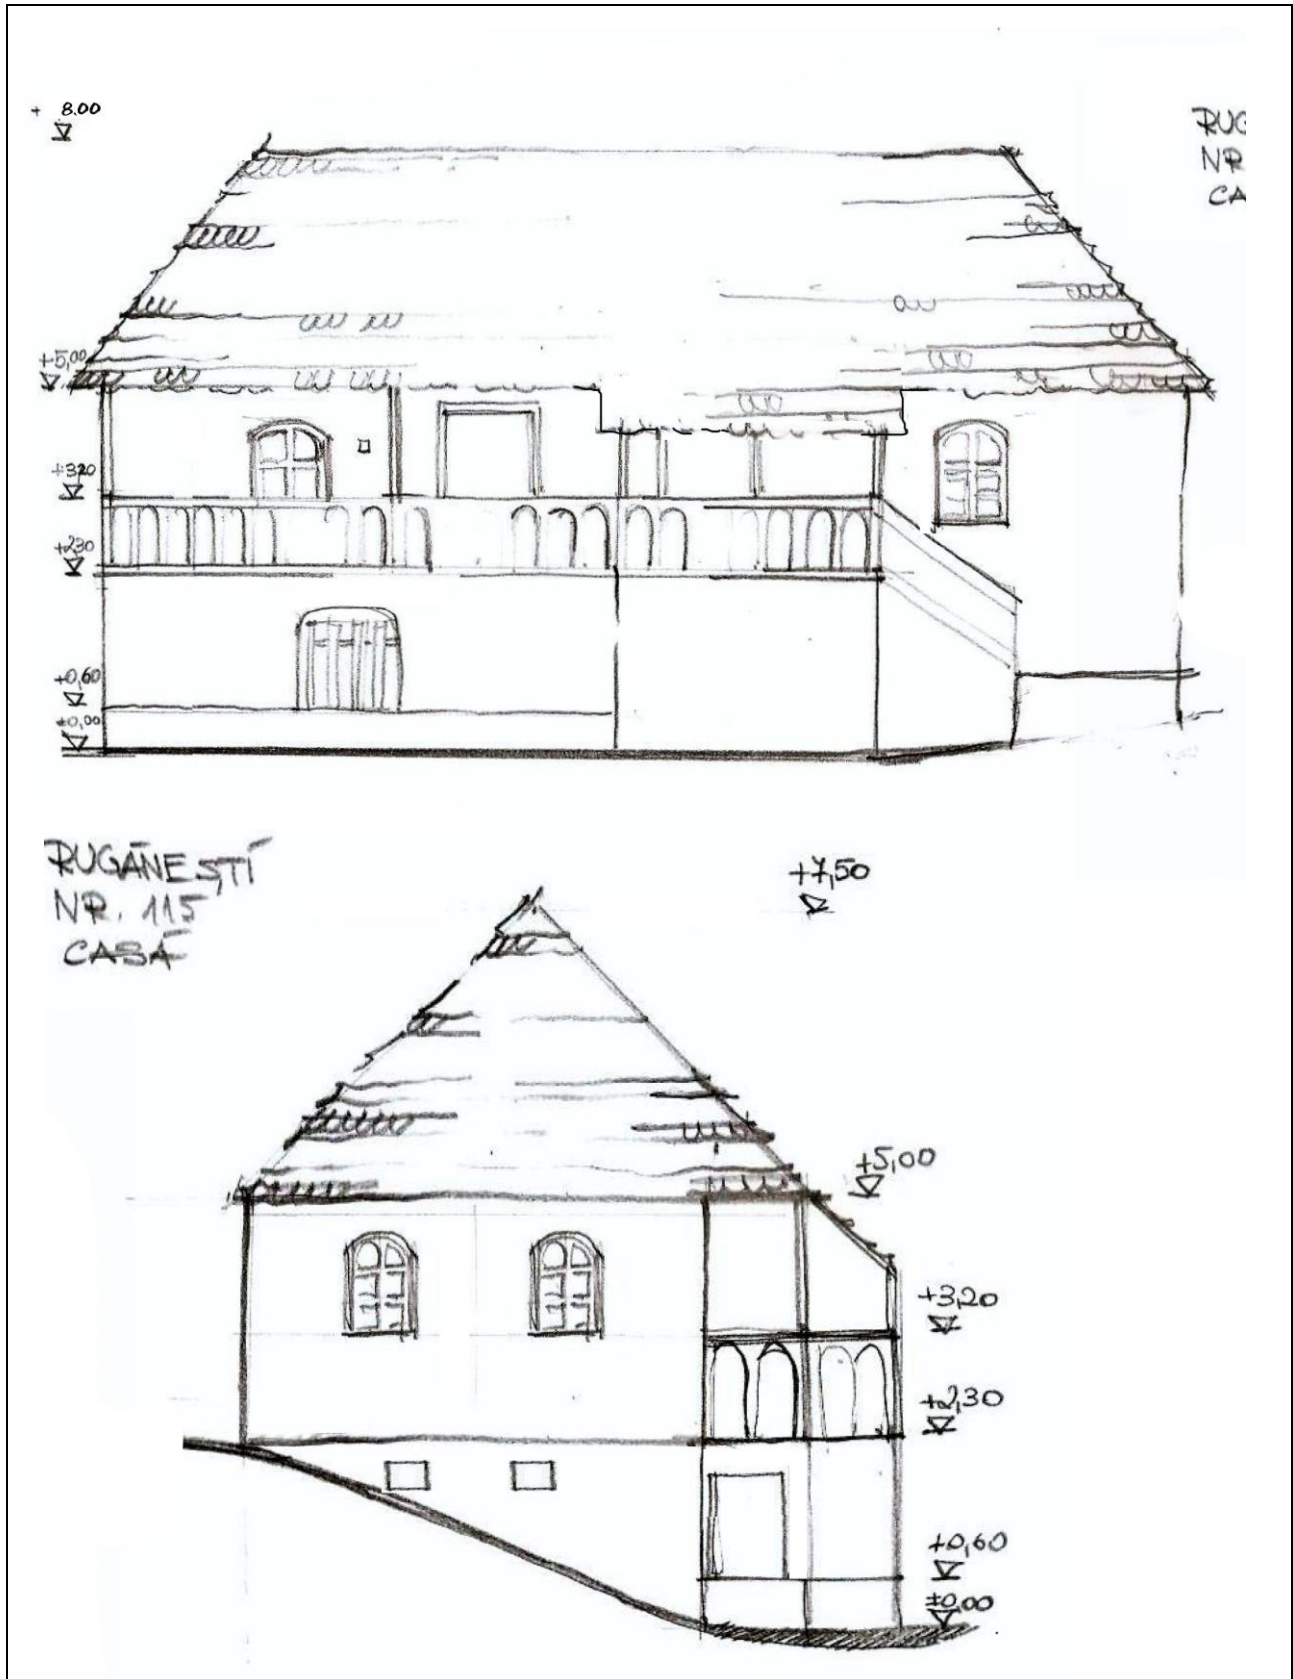 + 8.00
RUG
NR
CA
+5,00
+3,20
+2,30
+0,60
±0,00
RUGĂNEȘTI
NR. 115
CASĂ
+7,50
+5,00
+3,20
+2,30
+0,60
±0,00